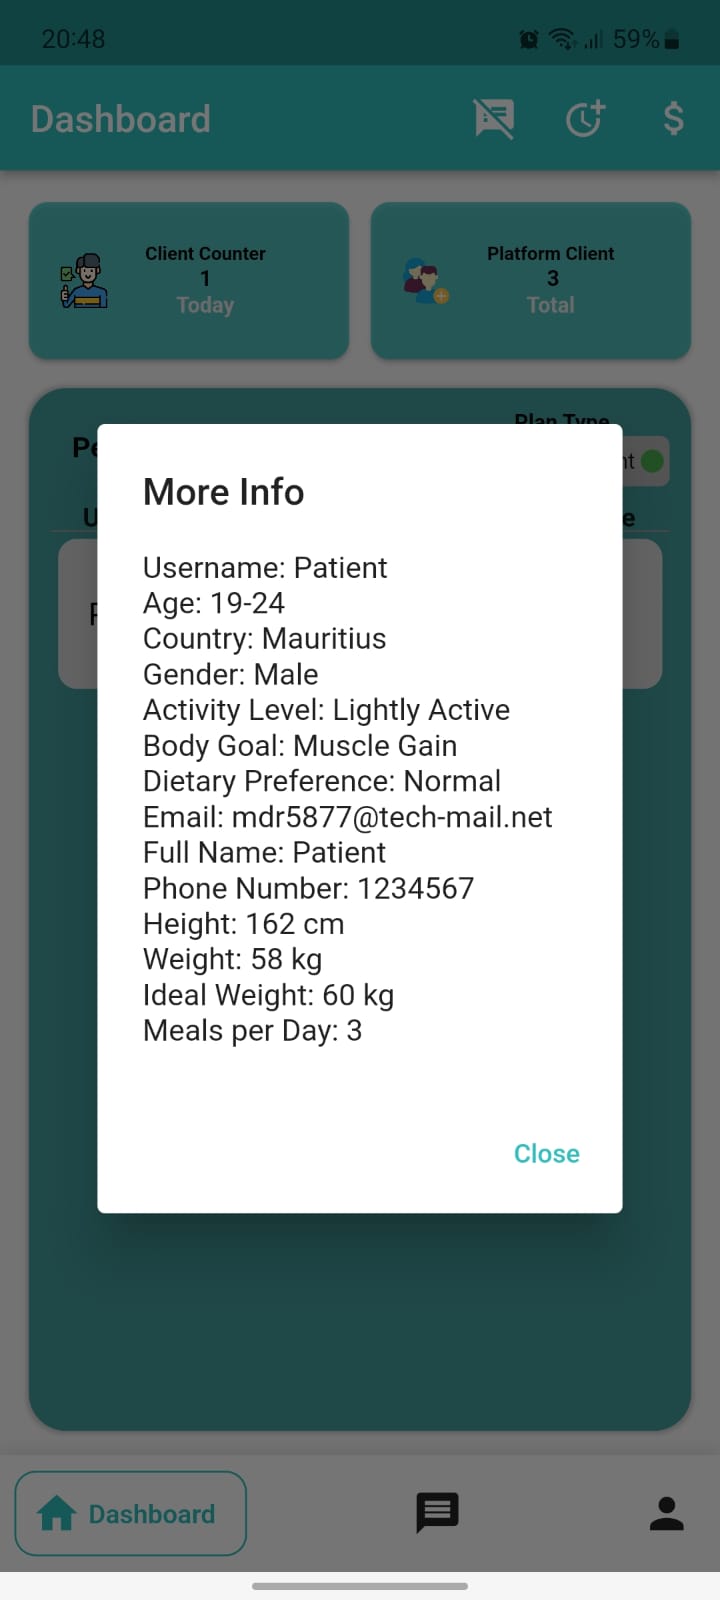 20:48
59%
Dashboard
Client Counter
1
Today
Platform Client
3
Total
Plan Type
More Info
Username: Patient
Age: 19-24
Country: Mauritius
Gender: Male
Activity Level: Lightly Active
Body Goal: Muscle Gain
Dietary Preference: Normal
Email: mdr5877@tech-mail.net
Full Name: Patient
Phone Number: 1234567
Height: 162 cm
Weight: 58 kg
Ideal Weight: 60 kg
Meals per Day: 3
Close
Dashboard